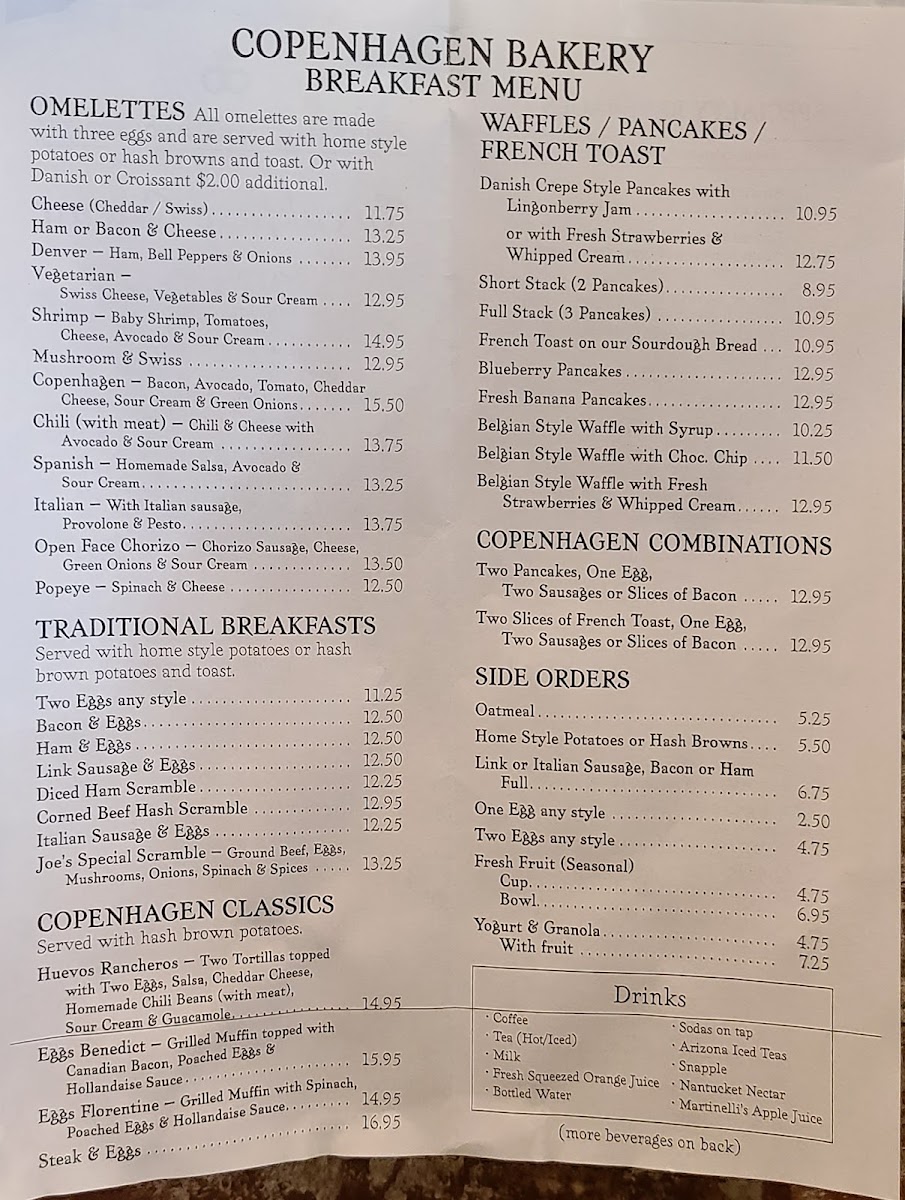 COPENHAGEN BAKERY
BREAKFAST MENU
OMELETTES All omelettes are made
with three eggs and are served with home style
potatoes or hash browns and toast. Or with
Danish or Croissant $2.00 additional.
Cheese (Cheddar / Swiss)................. 11.75
Ham or Bacon & Cheese................ 13.25
Denver – Ham, Bell Peppers & Onions ....... 13.95
Vegetarian –
Swiss Cheese, Vegetables & Sour Cream .... 12.95
Shrimp – Baby Shrimp, Tomatoes,
Cheese, Avocado & Sour Cream........... 14.95
Mushroom & Swiss .................... 12.95
Copenhagen – Bacon, Avocado, Tomato, Cheddar
Cheese, Sour Cream & Green Onions....... 15.50
Chili (with meat) – Chili & Cheese with
Avocado & Sour Cream ................ 13.75
Spanish – Homemade Salsa, Avocado &
Sour Cream......................... 13.25
Italian – With Italian sausage,
Provolone & Pesto..................... 13.75
Open Face Chorizo – Chorizo Sausage, Cheese,
Green Onions & Sour Cream ............ 13.50
Popeye – Spinach & Cheese ............... 12.50
TRADITIONAL BREAKFASTS
Served with home style potatoes or hash
brown potatoes and toast.
Two Eggs any style ................... 11.25
Bacon & Eggs......................... 12.50
Ham & Eggs.......................... 12.50
Link Sausage & Eggs.................. 12.50
Diced Ham Scramble.................. 12.25
Corned Beef Hash Scramble ............ 12.95
Italian Sausage & Eggs ................ 12.25
Joe's Special Scramble – Ground Beef, Eggs,
Mushrooms, Onions, Spinach & Spices ..... 13.25
COPENHAGEN CLASSICS
Served with hash brown potatoes.
Huevos Rancheros – Two Tortillas topped
with Two Eggs, Salsa, Cheddar Cheese,
Homemade Chili Beans (with meat),
Sour Cream & Guacamole............... 14.95
Eggs Benedict – Grilled Muffin topped with
Canadian Bacon, Poached Eggs &
Hollandaise Sauce.................... 15.95
Eggs Florentine – Grilled Muffin with Spinach,
Poached Eggs & Hollandaise Sauce......... 14.95
Steak & Eggs ........................ 16.95
WAFFLES / PANCAKES /
FRENCH TOAST
Danish Crepe Style Pancakes with
Lingonberry Jam .................... 10.95
or with Fresh Strawberries &
Whipped Cream..................... 12.75
Short Stack (2 Pancakes)................ 8.95
Full Stack (3 Pancakes) ................. 10.95
French Toast on our Sourdough Bread ... 10.95
Blueberry Pancakes ..................... 12.95
Fresh Banana Pancakes.................. 12.95
Belgian Style Waffle with Syrup......... 10.25
Belgian Style Waffle with Choc. Chip .... 11.50
Belgian Style Waffle with Fresh
Strawberries & Whipped Cream...... 12.95
COPENHAGEN COMBINATIONS
Two Pancakes, One Egg,
Two Sausages or Slices of Bacon ..... 12.95
Two Slices of French Toast, One Egg,
Two Sausages or Slices of Bacon ..... 12.95
SIDE ORDERS
Oatmeal................................ 5.25
Home Style Potatoes or Hash Browns.... 5.50
Link or Italian Sausage, Bacon or Ham
Full................................ 6.75
One Egg any style ...................... 2.50
Two Eggs any style..................... 4.75
Fresh Fruit (Seasonal)
Cup................................ 4.75
Bowl............................... 6.95
Yogurt & Granola....................... 4.75
With fruit ......................... 7.25
Drinks
· Coffee
· Tea (Hot/Iced)
· Milk
· Fresh Squeezed Orange Juice
· Bottled Water
· Sodas on tap
· Arizona Iced Teas
· Snapple
· Nantucket Nectar
· Martinelli's Apple Juice
(more beverages on back)